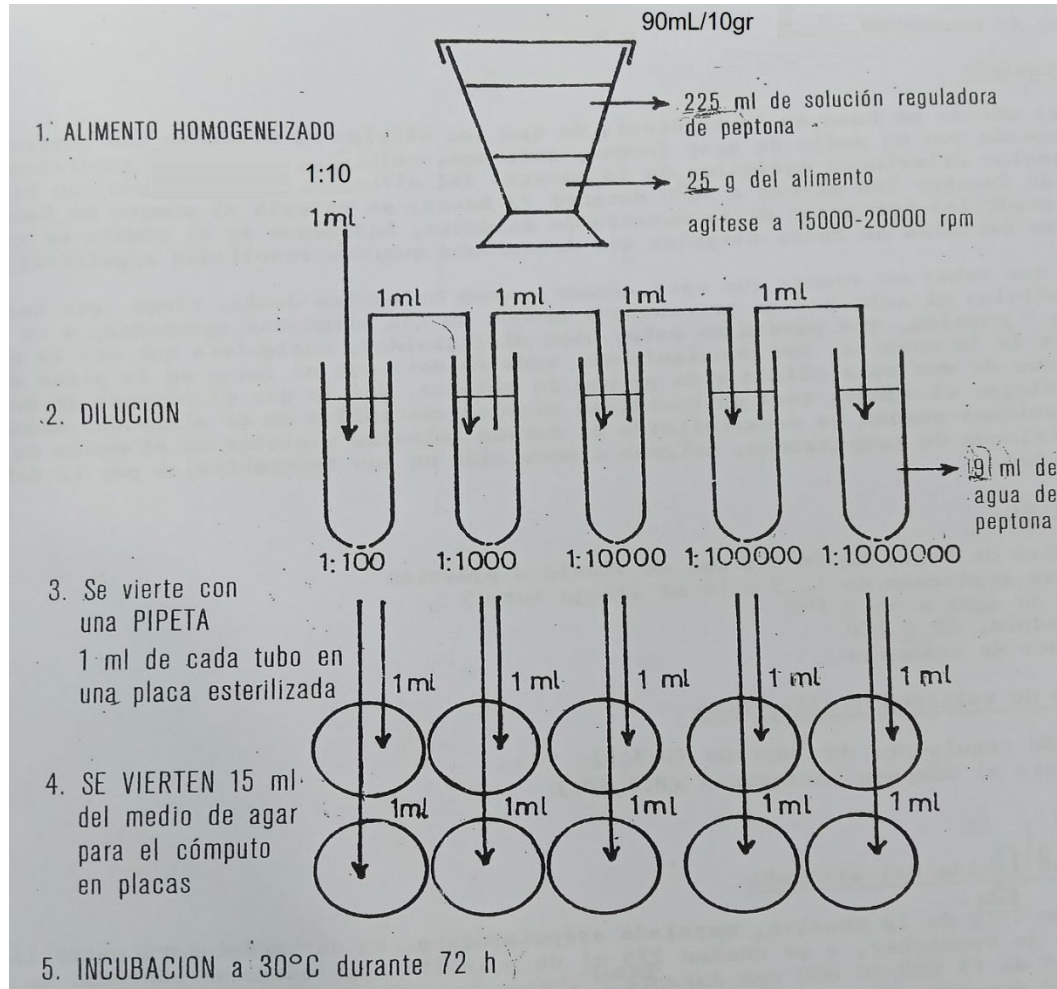 90mL/10gr
225 ml de solución reguladora
de peptona
1. ALIMENTO HOMOGENEIZADO
1:10
25 g del alimento
1ml
agítese a 15000-20000 rpm
1ml 1ml 1ml 1ml
2. DILUCION
9 ml de
agua de
peptona
1:100 1:1000 1:10000 1:100000 1:1000000
3. Se vierte con
una PIPETA
1 ml de cada tubo en
una placa esterilizada
1ml 1 ml 1 ml 1 ml 1 ml
4. SE VIERTEN 15 ml
del medio de agar
para el cómputo
en placas
1ml 1ml 1ml 1ml 1 ml
5. INCUBACION a 30°C durante 72 h